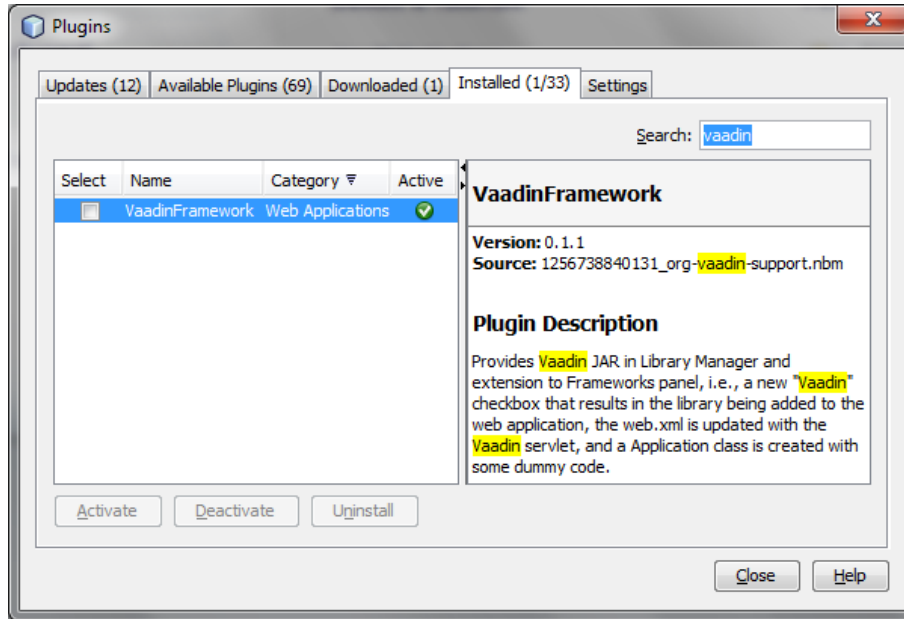 Plugins
Updates (12) Available Plugins (69) Downloaded (1) Installed (1/33) Settings
Search: vaadin
Select Name Category Active
VaadinFramework Web Applications
VaadinFramework
Version: 0.1.1
Source: 1256738840131_org-vaadin-support.nbm
Plugin Description
Provides Vaadin JAR in Library Manager and
extension to Frameworks panel, i.e., a new "Vaadin"
checkbox that results in the library being added to the
web application, the web.xml is updated with the
Vaadin servlet, and a Application class is created with
some dummy code.
Activate Deactivate Uninstall
Close Help